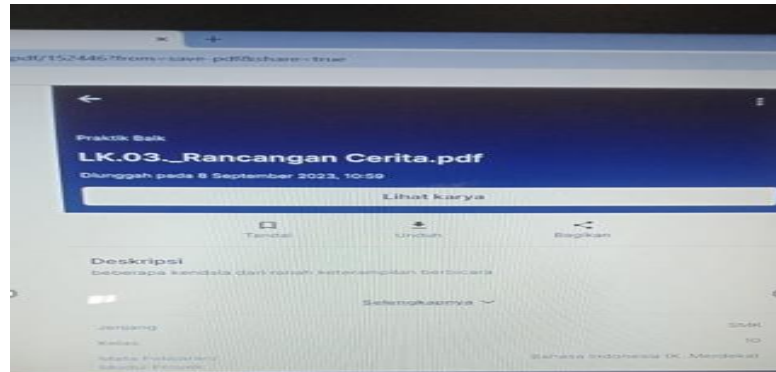 pdf/152446?from=save-pdf&share=true
Praktik Baik
LK.03._Rancangan Cerita.pdf
Diunggah pada 8 September 2023, 10:59
Lihat karya
Tandai Unduh Bagikan
Deskripsi
beberapa kendala dari ranah keterampilan berbicara
Selengkapnya
Jenjang SMK
Kelas 10
Mata Pelajaran Bahasa Indonesia (K. Merdeka)